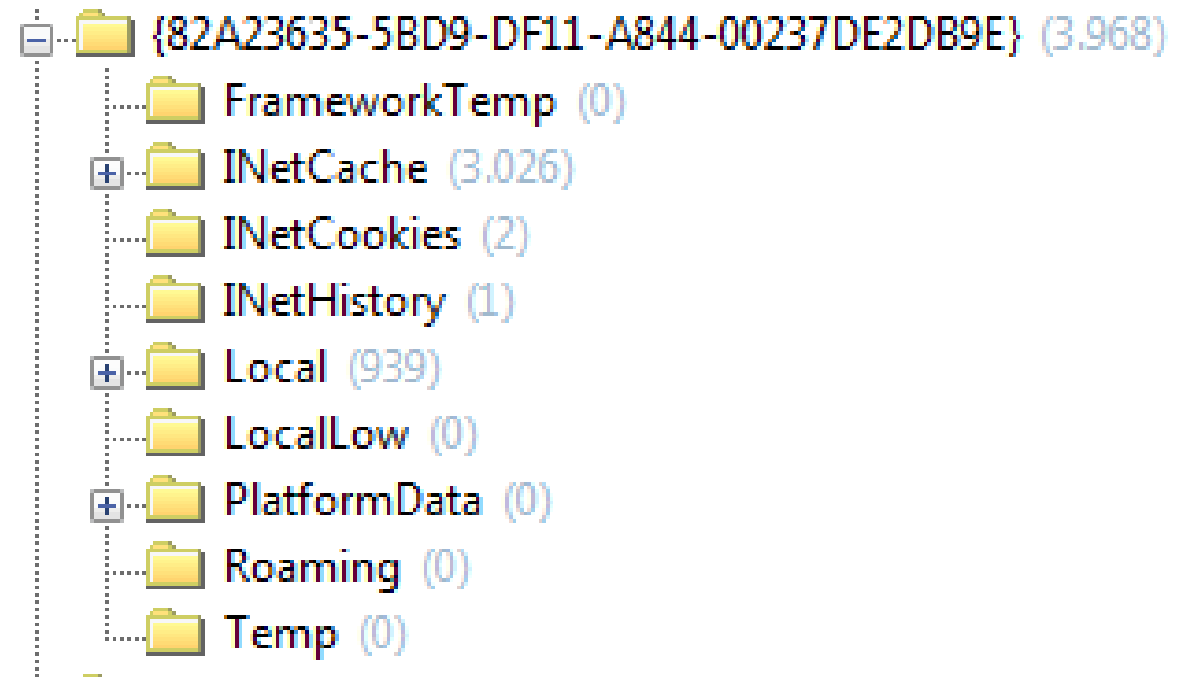 {82A23635-5BD9-DF11-A844-00237DE2DB9E} (3.968)
FrameworkTemp (0)
INetCache (3.026)
INetCookies (2)
INetHistory (1)
Local (939)
LocalLow (0)
PlatformData (0)
Roaming (0)
Temp (0)